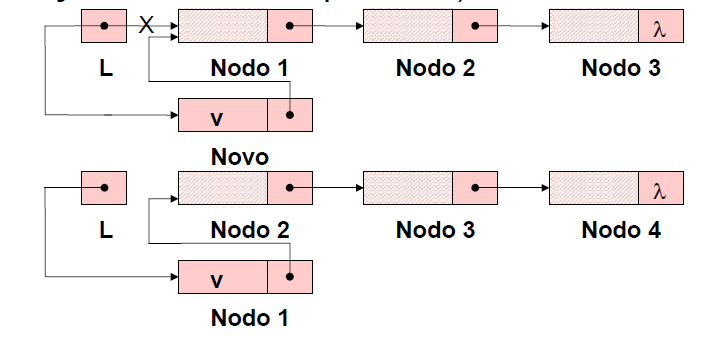 X
λ
L Nodo 1 Nodo 2 Nodo 3
v
Novo
λ
L Nodo 2 Nodo 3 Nodo 4
v
Nodo 1